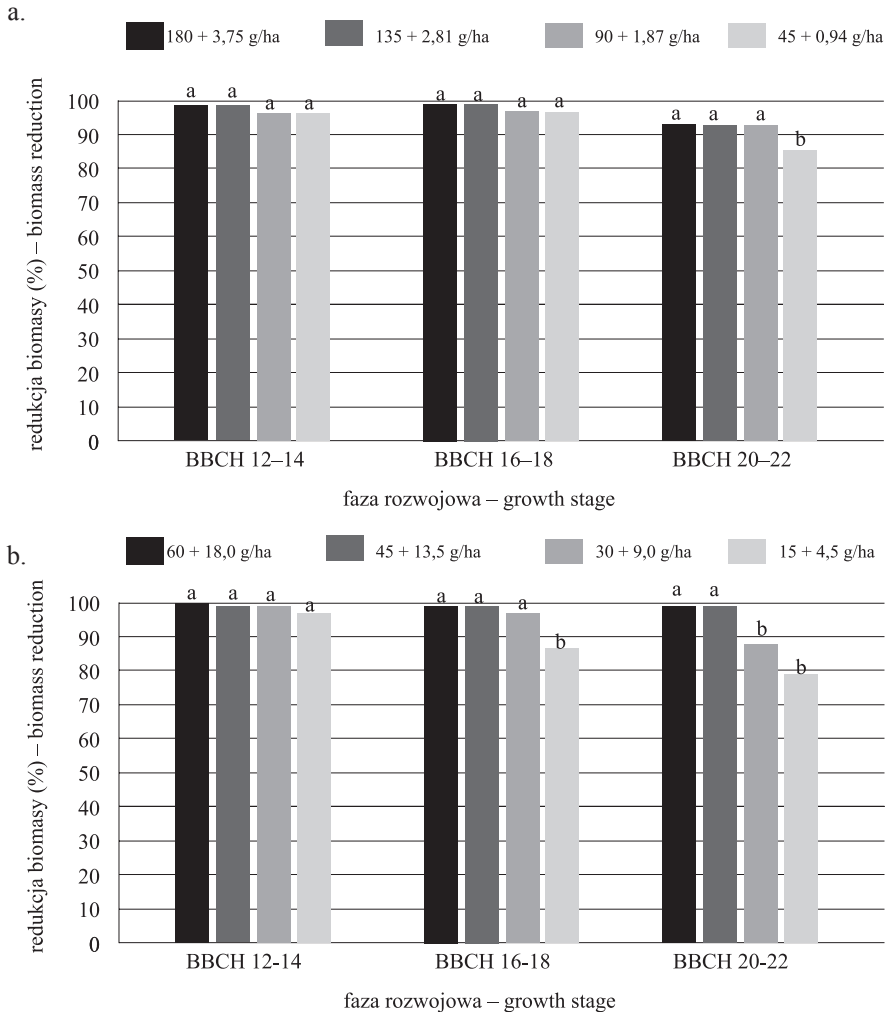 a.
180 + 3,75 g/ha 135 + 2,81 g/ha 90 + 1,87 g/ha 45 + 0,94 g/ha
redukcja biomasy (%) – biomass reduction
100
90
80
70
60
50
40
30
20
10
0
a a a a a a a a a a a b
BBCH 12–14 BBCH 16–18 BBCH 20–22
faza rozwojowa – growth stage
b.
60 + 18,0 g/ha 45 + 13,5 g/ha 30 + 9,0 g/ha 15 + 4,5 g/ha
redukcja biomasy (%) – biomass reduction
100
90
80
70
60
50
40
30
20
10
0
a a a a a a a b a a b b
BBCH 12-14 BBCH 16-18 BBCH 20-22
faza rozwojowa – growth stage